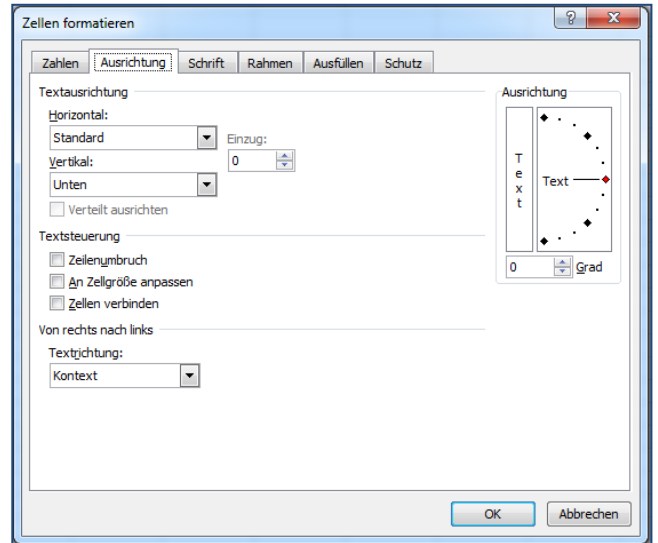 Zellen formatieren
Zahlen Ausrichtung Schrift Rahmen Ausfüllen Schutz
Textausrichtung
Horizontal:
Standard
Einzug:
Vertikal:
0
Unten
Verteilt ausrichten
Textsteuerung
Zeilenumbruch
An Zellgröße anpassen
Zellen verbinden
Von rechts nach links
Textrichtung:
Kontext
Ausrichtung
Text
Text
0 Grad
OK Abbrechen